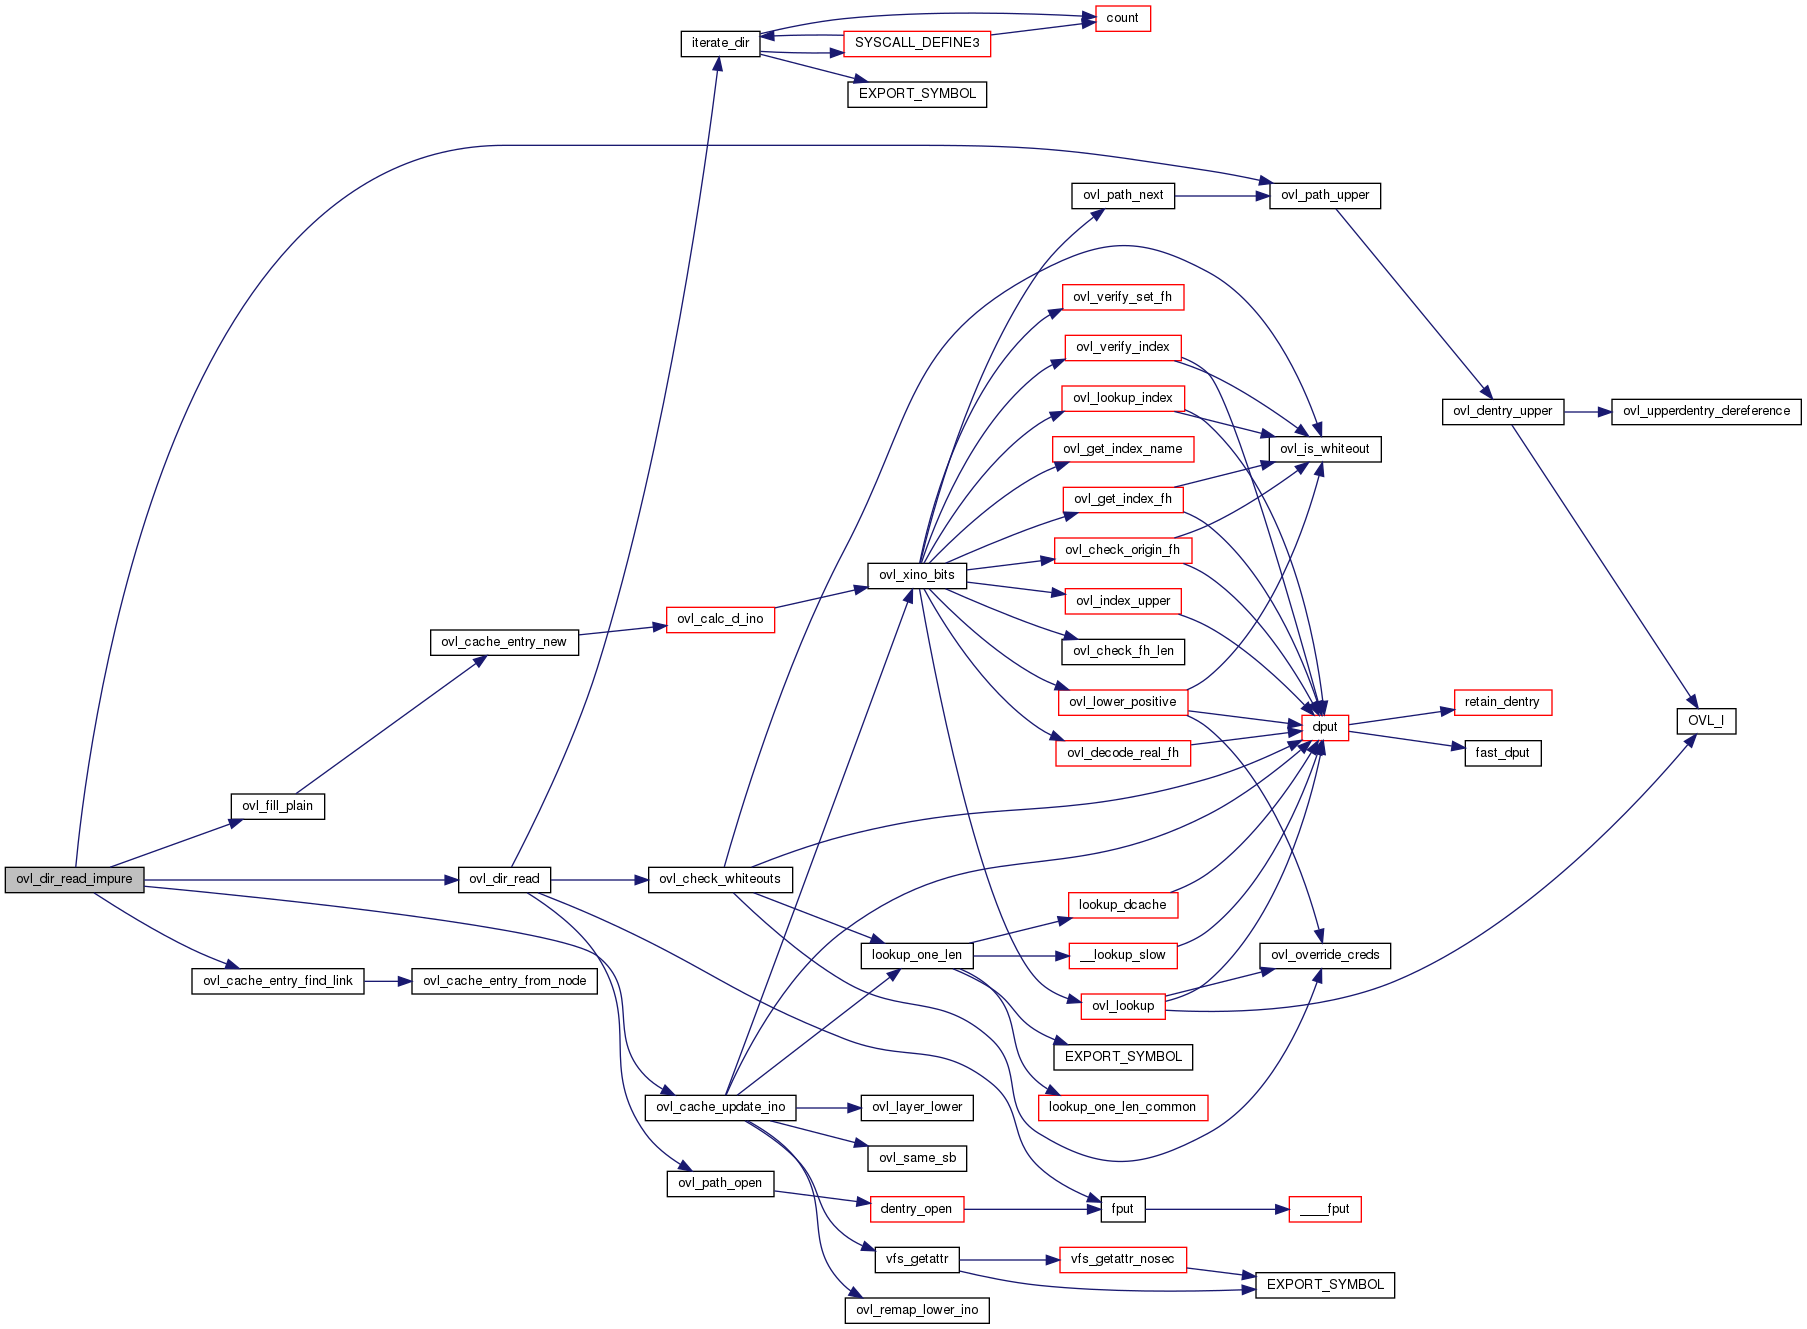 count
iterate_dir
SYSCALL_DEFINE3
EXPORT_SYMBOL
ovl_path_next
ovl_path_upper
ovl_verify_set_fh
ovl_verify_index
ovl_lookup_index
ovl_dentry_upper
ovl_upperdentry_dereference
ovl_get_index_name
ovl_is_whiteout
ovl_get_index_fh
ovl_check_origin_fh
ovl_xino_bits
ovl_index_upper
ovl_calc_d_ino
ovl_cache_entry_new
ovl_check_fh_len
ovl_lower_positive
retain_dentry
OVL_I
dput
ovl_decode_real_fh
fast_dput
ovl_fill_plain
ovl_dir_read_impure
ovl_dir_read
ovl_check_whiteouts
lookup_dcache
lookup_one_len
__lookup_slow
ovl_override_creds
ovl_cache_entry_find_link
ovl_cache_entry_from_node
ovl_lookup
EXPORT_SYMBOL
ovl_cache_update_ino
ovl_layer_lower
lookup_one_len_common
ovl_same_sb
ovl_path_open
dentry_open
fput
____fput
vfs_getattr
vfs_getattr_nosec
EXPORT_SYMBOL
ovl_remap_lower_ino